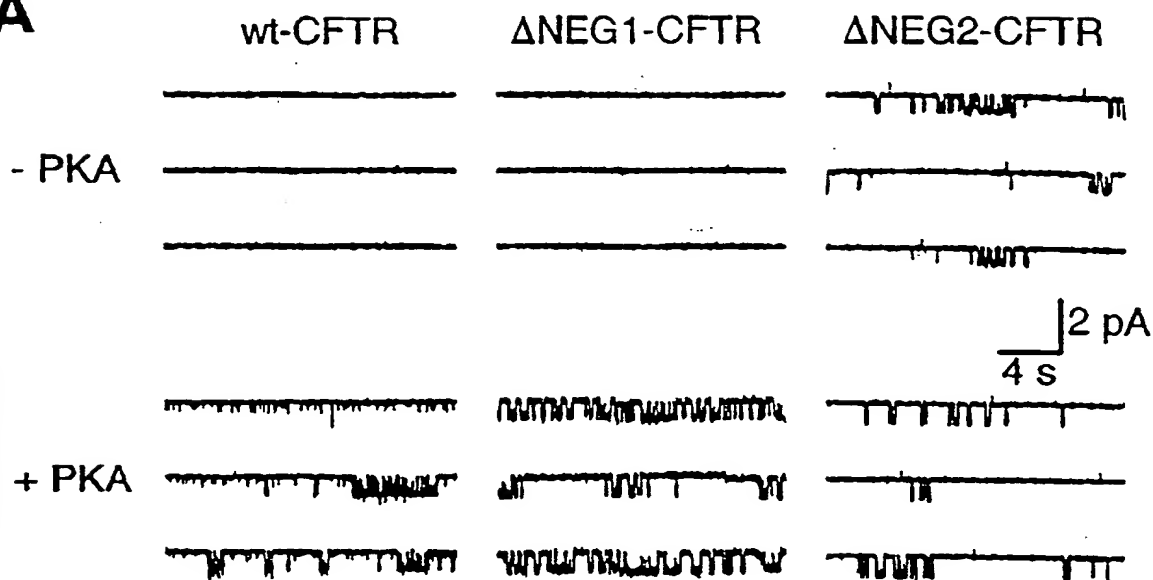 A
wt-CFTR ΔNEG1-CFTR ΔNEG2-CFTR
- PKA
2 pA
4 s
+ PKA